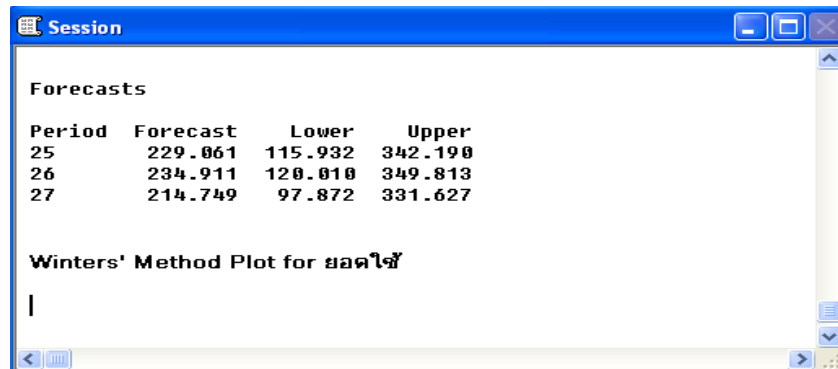 Session
Forecasts
Period Forecast Lower Upper
25 229.061 115.932 342.190
26 234.911 120.010 349.813
27 214.749 97.872 331.627
Winters' Method Plot for ยอดใช้